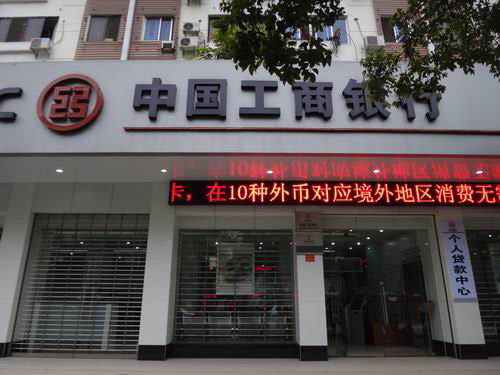 C
中国工商银行
卡，在10种外币对应境外地区消费无
个人贷款中心